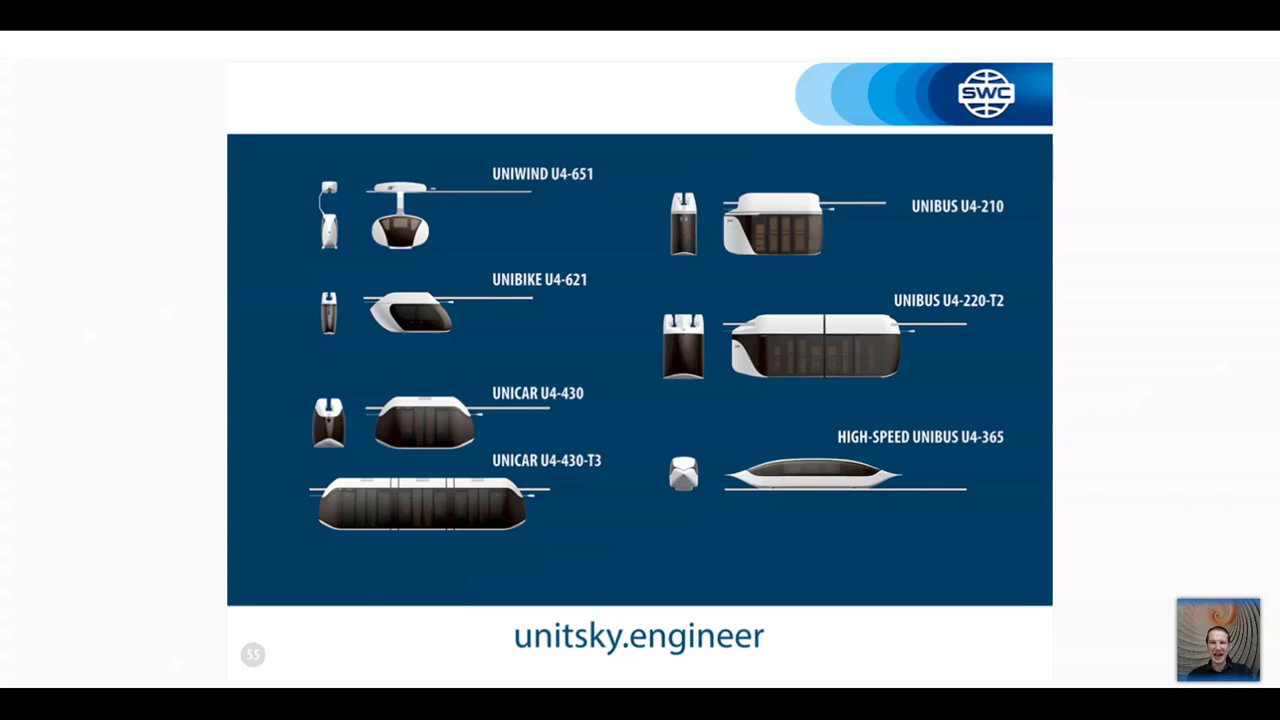 SWC
UNIWIND U4-651
UNIBIKE U4-621
UNICAR U4-430
UNICAR U4-430-T3
UNIBUS U4-210
UNIBUS U4-220-T2
HIGH-SPEED UNIBUS U4-365
unitsky.engineer
55